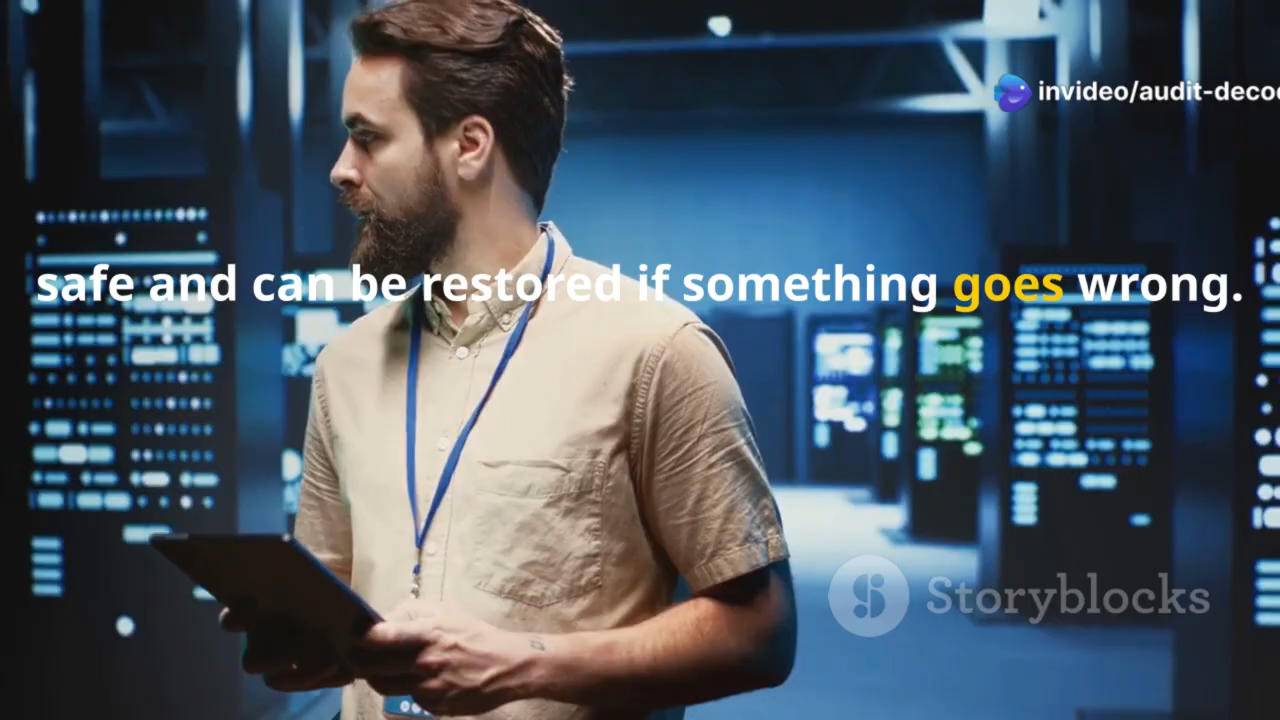 invideo/audit-deco
safe and can be restored if something goes wrong.
Storyblocks